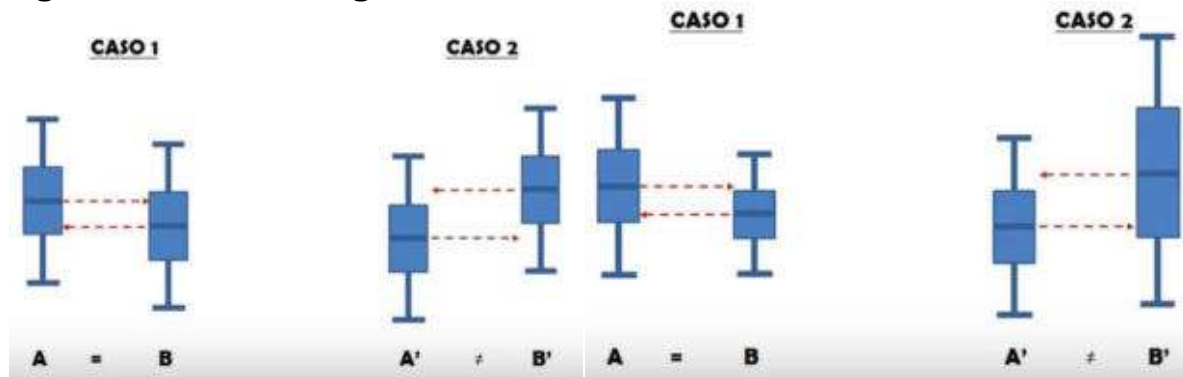 CASO 1
CASO 2
A = B
A' ≠ B'
CASO 1
CASO 2
A = B
A' ≠ B'